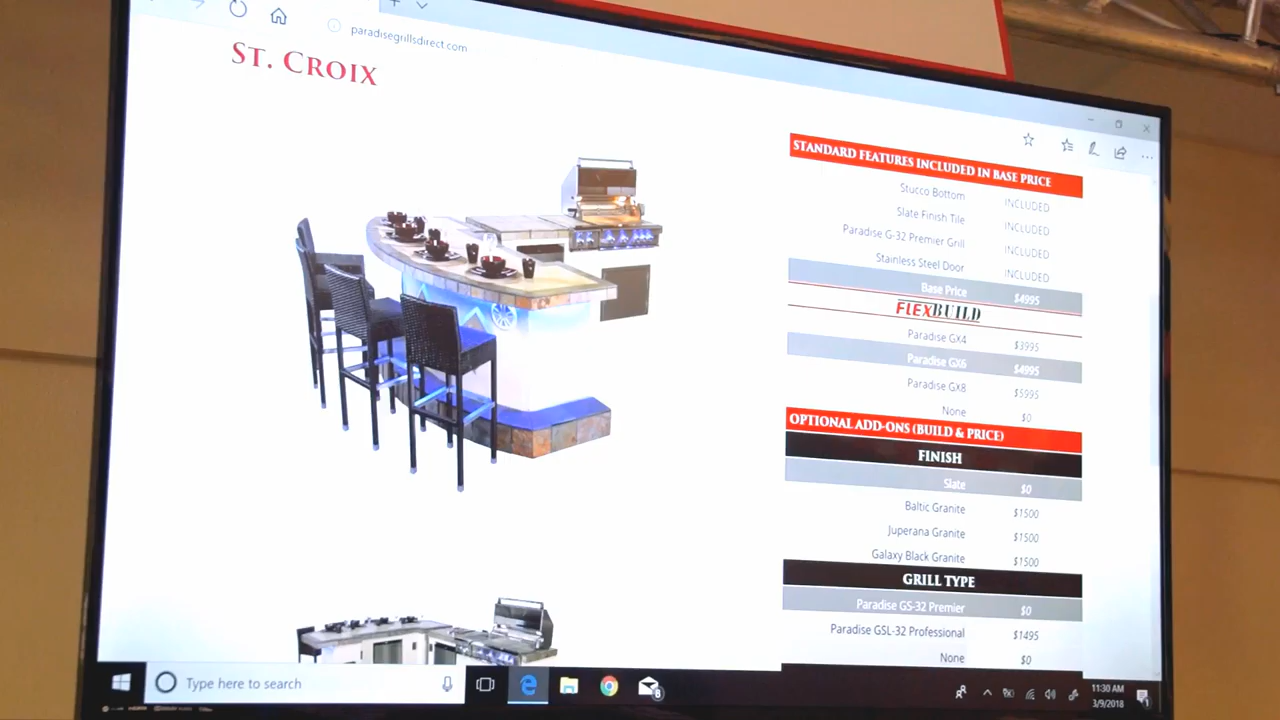 paradisegrillsdirect.com
ST. CROIX
STANDARD FEATURES INCLUDED IN BASE PRICE
Stucco Bottom INCLUDED
Slate Finish Tile INCLUDED
Paradise G-32 Premier Grill INCLUDED
Stainless Steel Door INCLUDED
Base Price $4995
FLEXBUILD
Paradise GX4 $3995
Paradise GX6 $4995
Paradise GX8 $5995
None $0
OPTIONAL ADD-ONS (BUILD & PRICE)
FINISH
Slate $0
Baltic Granite $1500
Juperana Granite $1500
Galaxy Black Granite $1500
GRILL TYPE
Paradise GS-32 Premier $0
Paradise GSL-32 Professional $1495
None $0
Type here to search
8
11:30 AM
3/9/2018
1